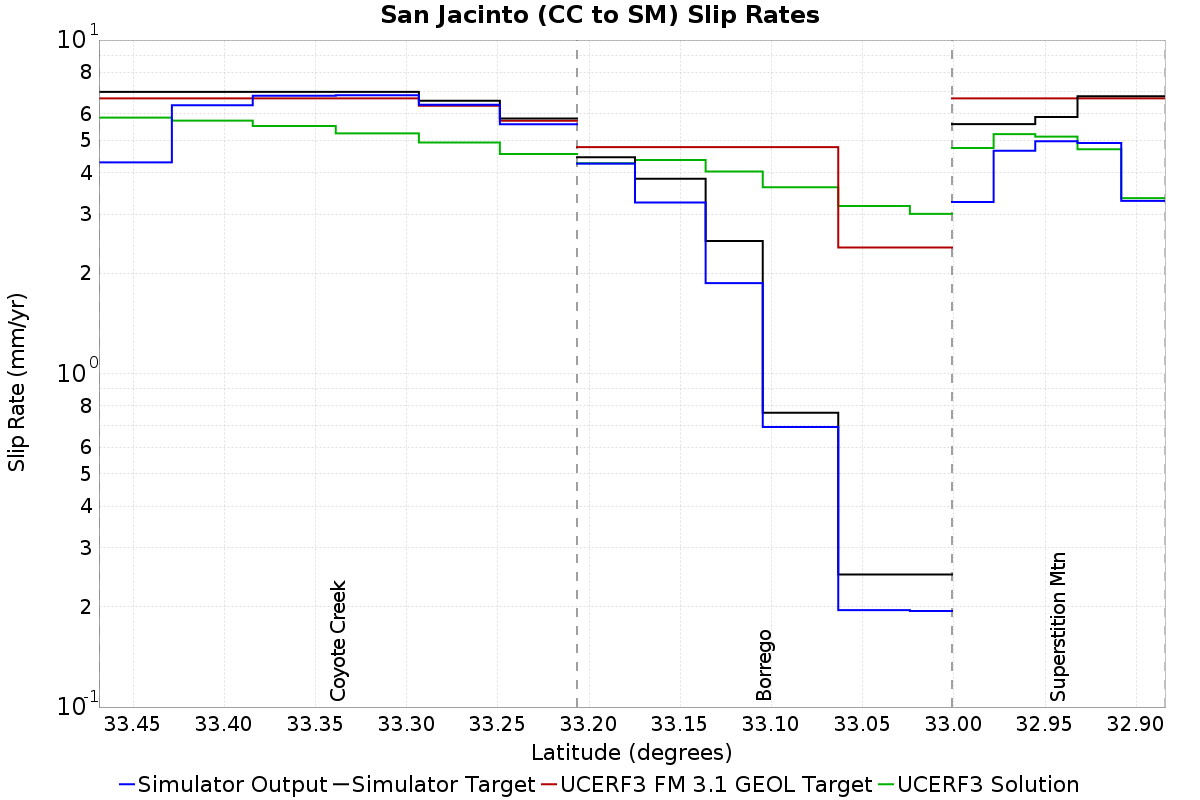 San Jacinto (CC to SM) Slip Rates
10^1
8
6
5
4
3
2
10^0
8
6
5
4
3
2
10^-1
Slip Rate (mm/yr)
Coyote Creek
Borrego
Superstition Mtn
33.45 33.40 33.35 33.30 33.25 33.20 33.15 33.10 33.05 33.00 32.95 32.90
Latitude (degrees)
Simulator Output Simulator Target UCERF3 FM 3.1 GEOL Target UCERF3 Solution